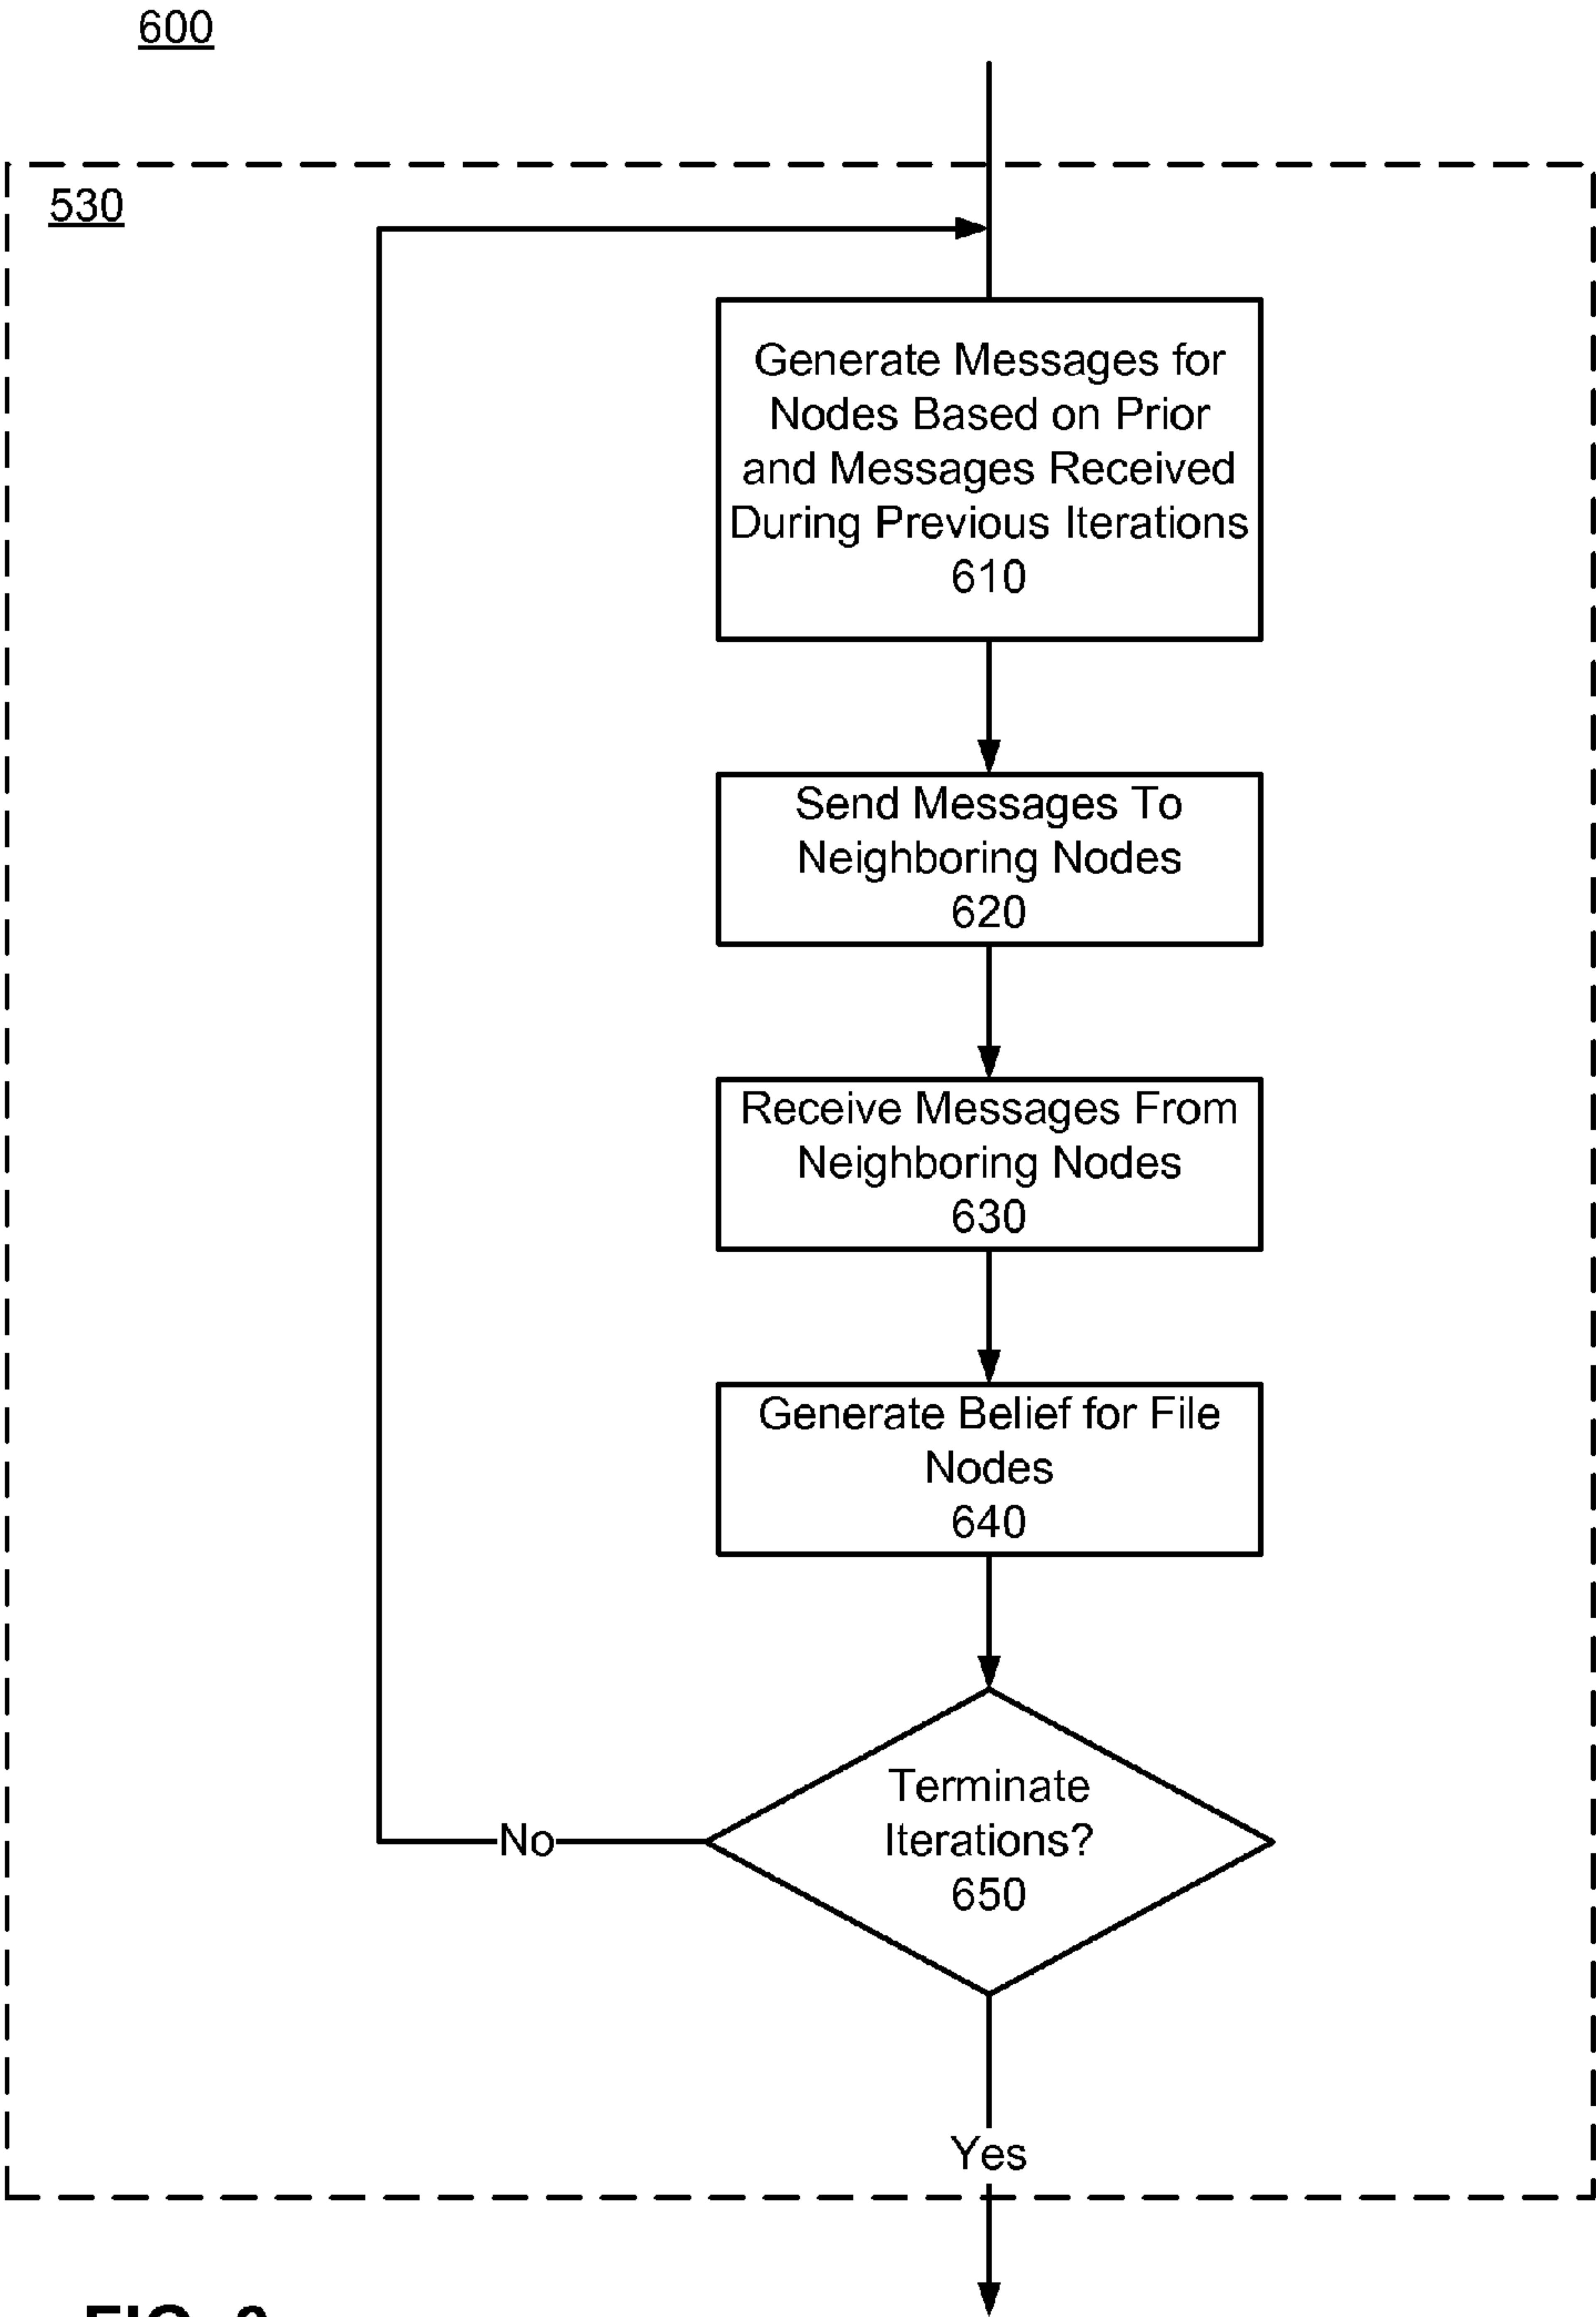 600
530
Generate Messages for
Nodes Based on Prior
and Messages Received
During Previous Iterations
610
Send Messages To
Neighboring Nodes
620
Receive Messages From
Neighboring Nodes
630
Generate Belief for File
Nodes
640
Terminate
Iterations?
650
No
Yes
FIG.